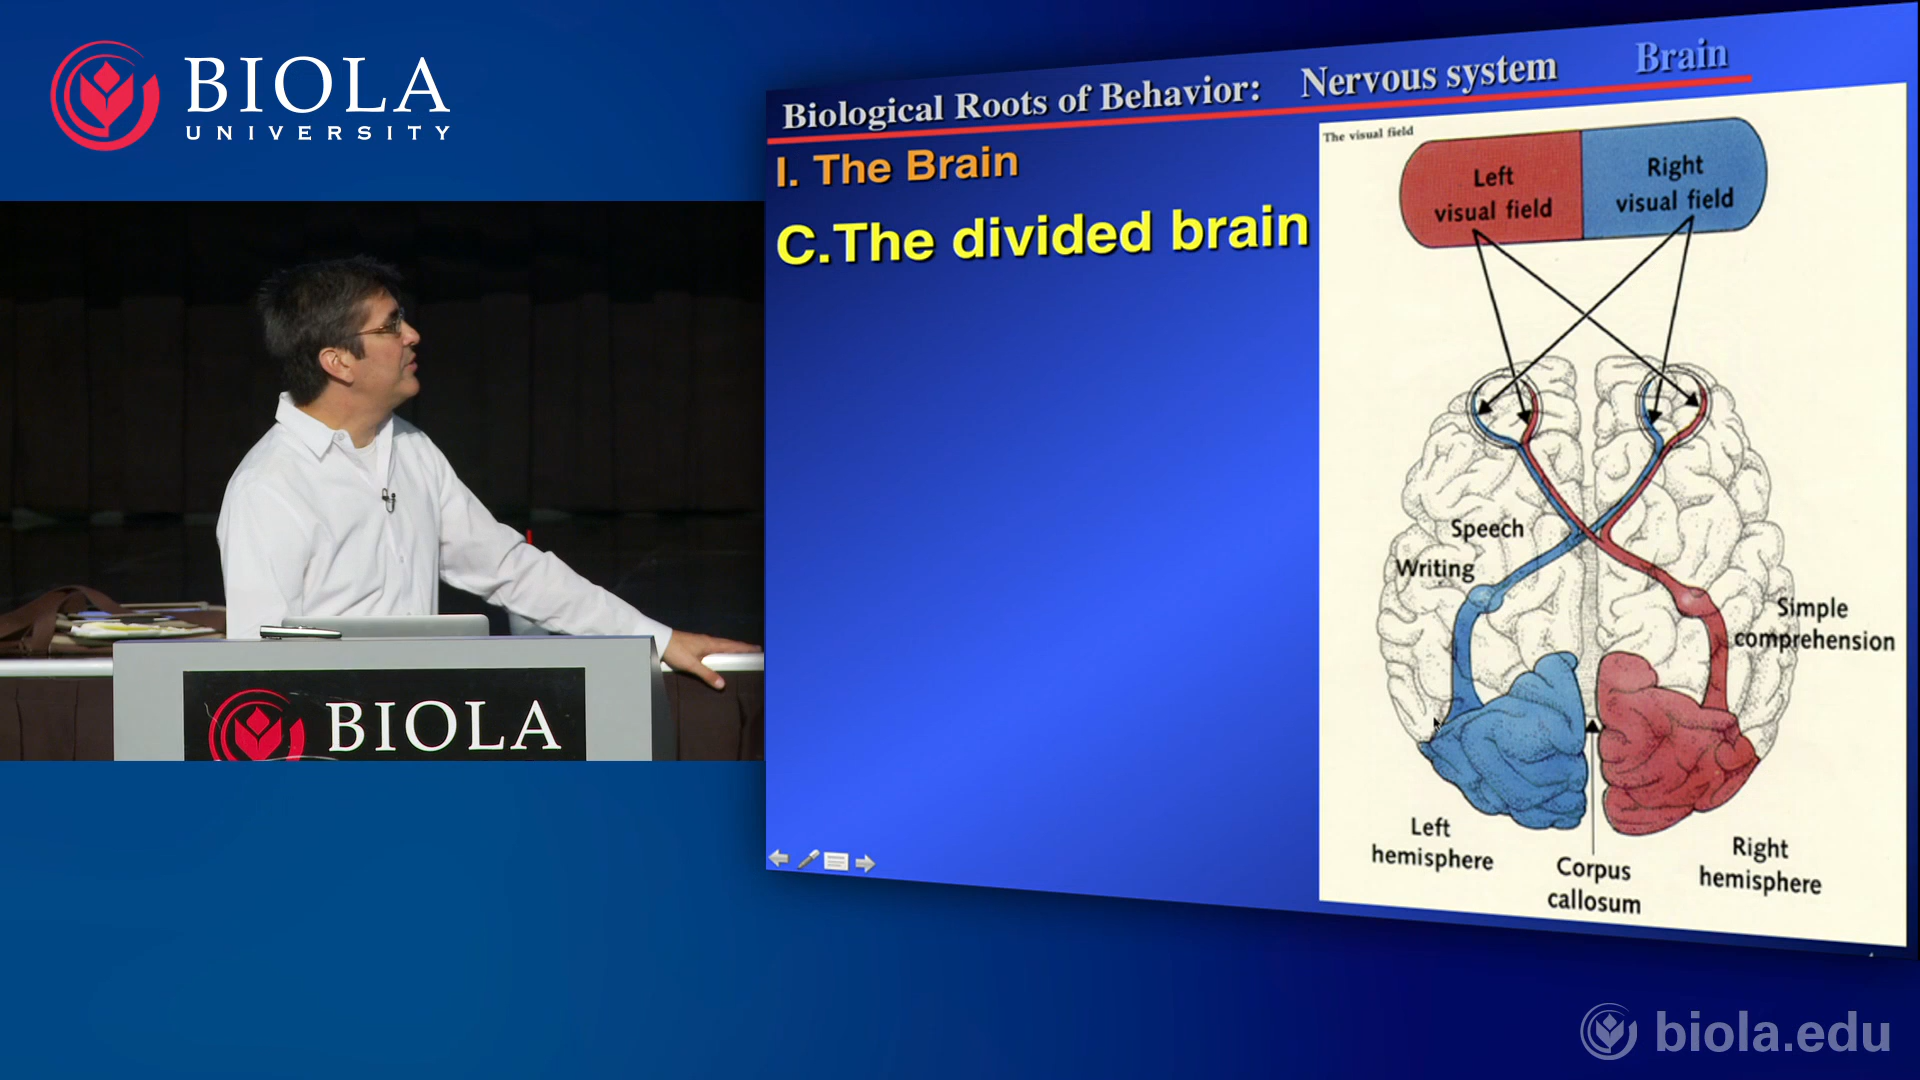 BIOLA
UNIVERSITY
BIOLA
Biological Roots of Behavior: Nervous system Brain
I. The Brain
C.The divided brain
The visual field
Left
visual field
Right
visual field
Speech
Writing
Simple
comprehension
Left
hemisphere
Corpus
callosum
Right
hemisphere
biola.edu